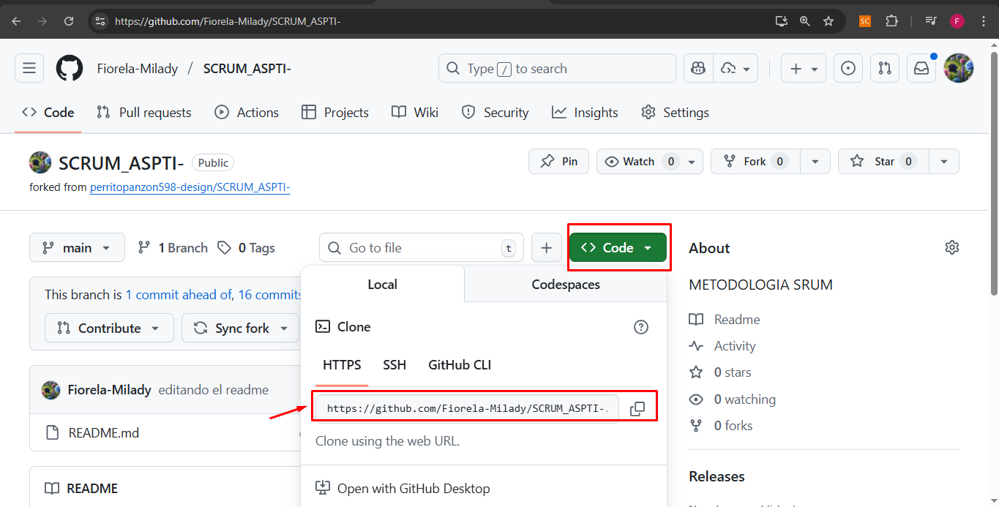 https://github.com/Fiorela-Milady/SCRUM_ASPTI-
SC
F
Fiorela-Milady / SCRUM_ASPTI-
Type / to search
Code Pull requests Actions Projects Wiki Security Insights Settings
SCRUM_ASPTI- Public
Pin Watch 0 Fork 0 Star 0
forked from perritopanzon598-design/SCRUM_ASPTI-
main 1 Branch 0 Tags
Go to file t
Code
About
Local Codespaces
METODOLOGIA SRUM
This branch is 1 commit ahead of, 16 commits
Clone
Readme
Contribute Sync fork
Activity
HTTPS SSH GitHub CLI
0 stars
Fiorela-Milady editando el readme
0 watching
https://github.com/Fiorela-Milady/SCRUM_ASPTI-.
0 forks
README.md
Clone using the web URL.
Releases
README
Open with GitHub Desktop